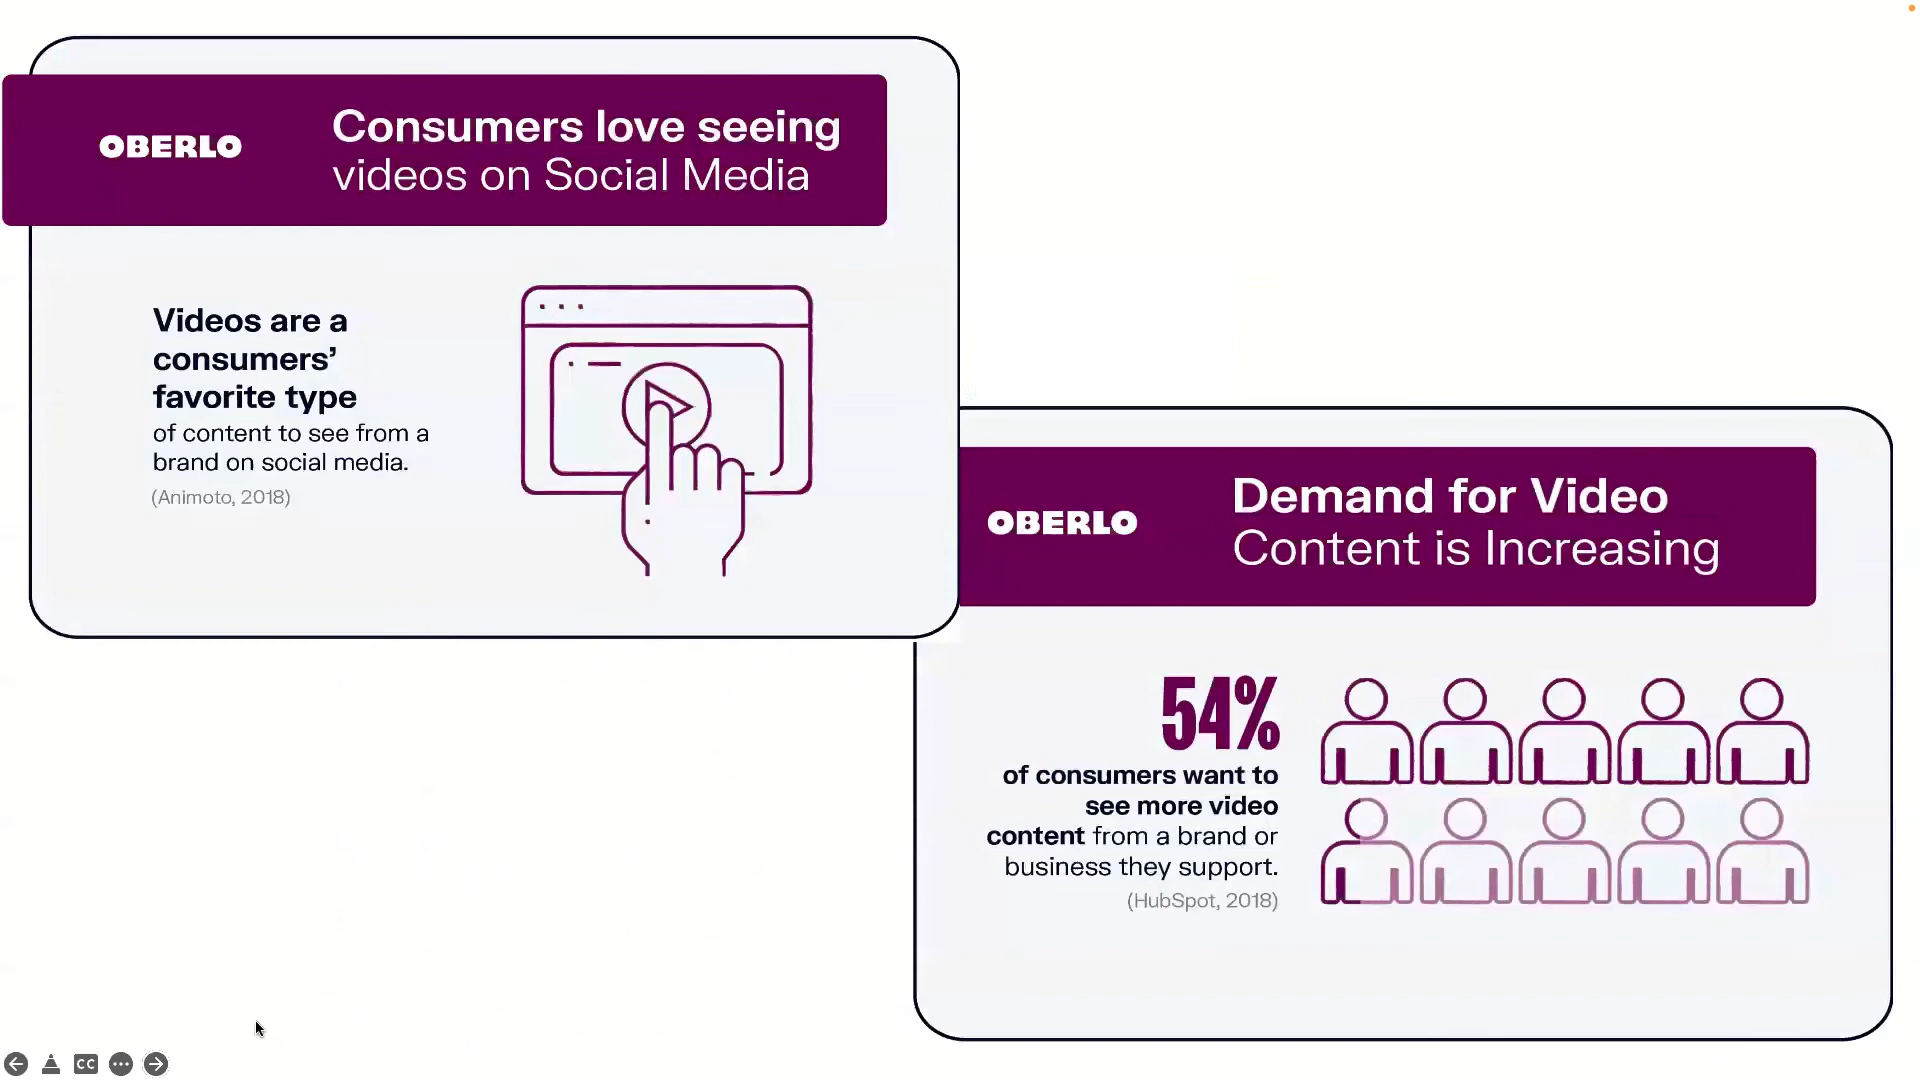 OBERLO
Consumers love seeing
videos on Social Media
Videos are a
consumers’
favorite type
of content to see from a
brand on social media.
(Animoto, 2018)
OBERLO
Demand for Video
Content is Increasing
54%
of consumers want to
see more video
content from a brand or
business they support.
(HubSpot, 2018)
CC